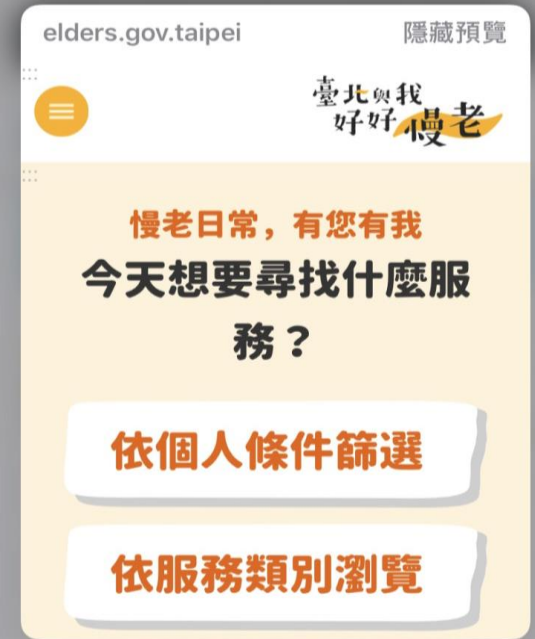 elders.gov.taipei
隱藏預覽
臺北與我
好好慢老
慢老日常，有您有我
今天想要尋找什麼服
務？
依個人條件篩選
依服務類別瀏覽